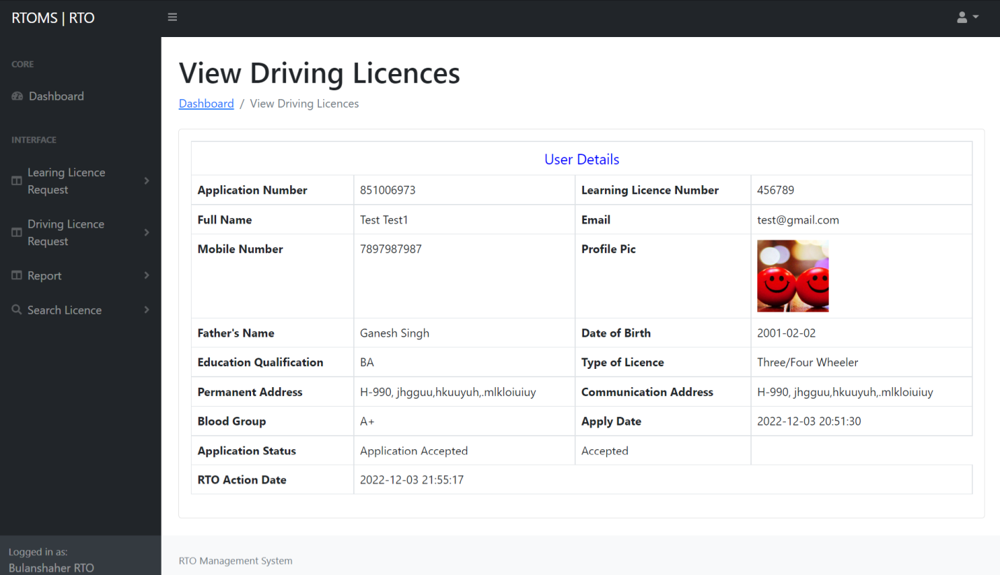 RTOMS | RTO
CORE
Dashboard
INTERFACE
Learing Licence
Request
Driving Licence
Request
Report
Search Licence
Logged in as:
Bulanshaher RTO
View Driving Licences
Dashboard / View Driving Licences
User Details
Application Number 851006973 Learning Licence Number 456789
Full Name Test Test1 Email test@gmail.com
Mobile Number 7897987987 Profile Pic
Father's Name Ganesh Singh Date of Birth 2001-02-02
Education Qualification BA Type of Licence Three/Four Wheeler
Permanent Address H-990, jhgguu,hkuuyuh,.mlkloiuiuy Communication Address H-990, jhgguu,hkuuyuh,.mlkloiuiuy
Blood Group A+ Apply Date 2022-12-03 20:51:30
Application Status Application Accepted Accepted
RTO Action Date 2022-12-03 21:55:17
RTO Management System